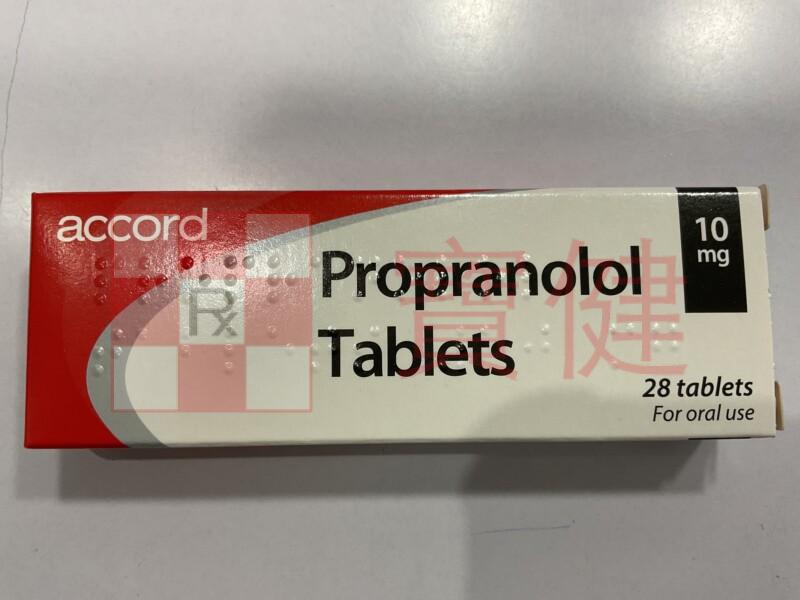 accord
Rx
Propranolol
Tablets
10
mg
28 tablets
For oral use
寶健